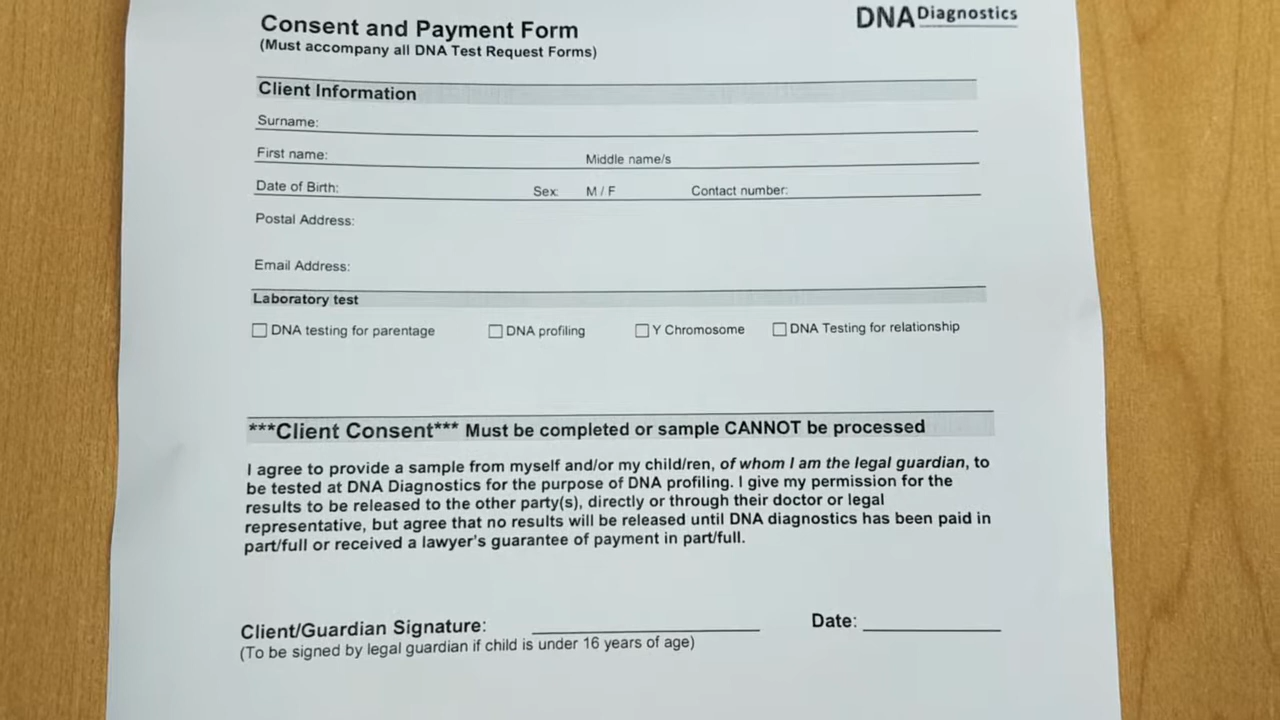 Consent and Payment Form
DNA Diagnostics
(Must accompany all DNA Test Request Forms)
Client Information
Surname:
First name: Middle name/s
Date of Birth: Sex: M / F Contact number:
Postal Address:
Email Address:
Laboratory test
☐ DNA testing for parentage ☐ DNA profiling ☐ Y Chromosome ☐ DNA Testing for relationship
***Client Consent*** Must be completed or sample CANNOT be processed
I agree to provide a sample from myself and/or my child/ren, of whom I am the legal guardian, to
be tested at DNA Diagnostics for the purpose of DNA profiling. I give my permission for the
results to be released to the other party(s), directly or through their doctor or legal
representative, but agree that no results will be released until DNA diagnostics has been paid in
part/full or received a lawyer's guarantee of payment in part/full.
Client/Guardian Signature: Date:
(To be signed by legal guardian if child is under 16 years of age)